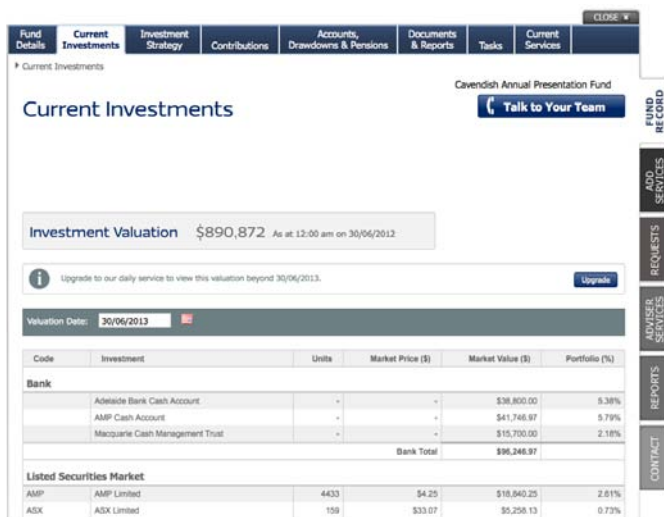 CLOSE ×
Fund Details
Current Investments
Investment Strategy
Contributions
Accounts, Drawdowns & Pensions
Documents & Reports
Tasks
Current Services
Current Investments
Cavendish Annual Presentation Fund
Current Investments
Talk to Your Team
FUND RECORD
ADD SERVICES
REQUESTS
ADVISER SERVICES
REPORTS
CONTACT
Investment Valuation $890,872 As at 12:00 am on 30/06/2012
Upgrade to our daily service to view this valuation beyond 30/06/2013.
Upgrade
Valuation Date: 30/06/2013
Code Investment Units Market Price ($) Market Value ($) Portfolio (%)
Bank
Adelaide Bank Cash Account - - $38,800.00 5.38%
AMP Cash Account - - $41,746.97 5.79%
Macquarie Cash Management Trust - - $15,700.00 2.18%
Bank Total $96,246.97
Listed Securities Market
AMP AMP Limited 4433 $4.25 $18,840.25 2.61%
ASX ASX Limited 159 $33.07 $5,258.13 0.73%